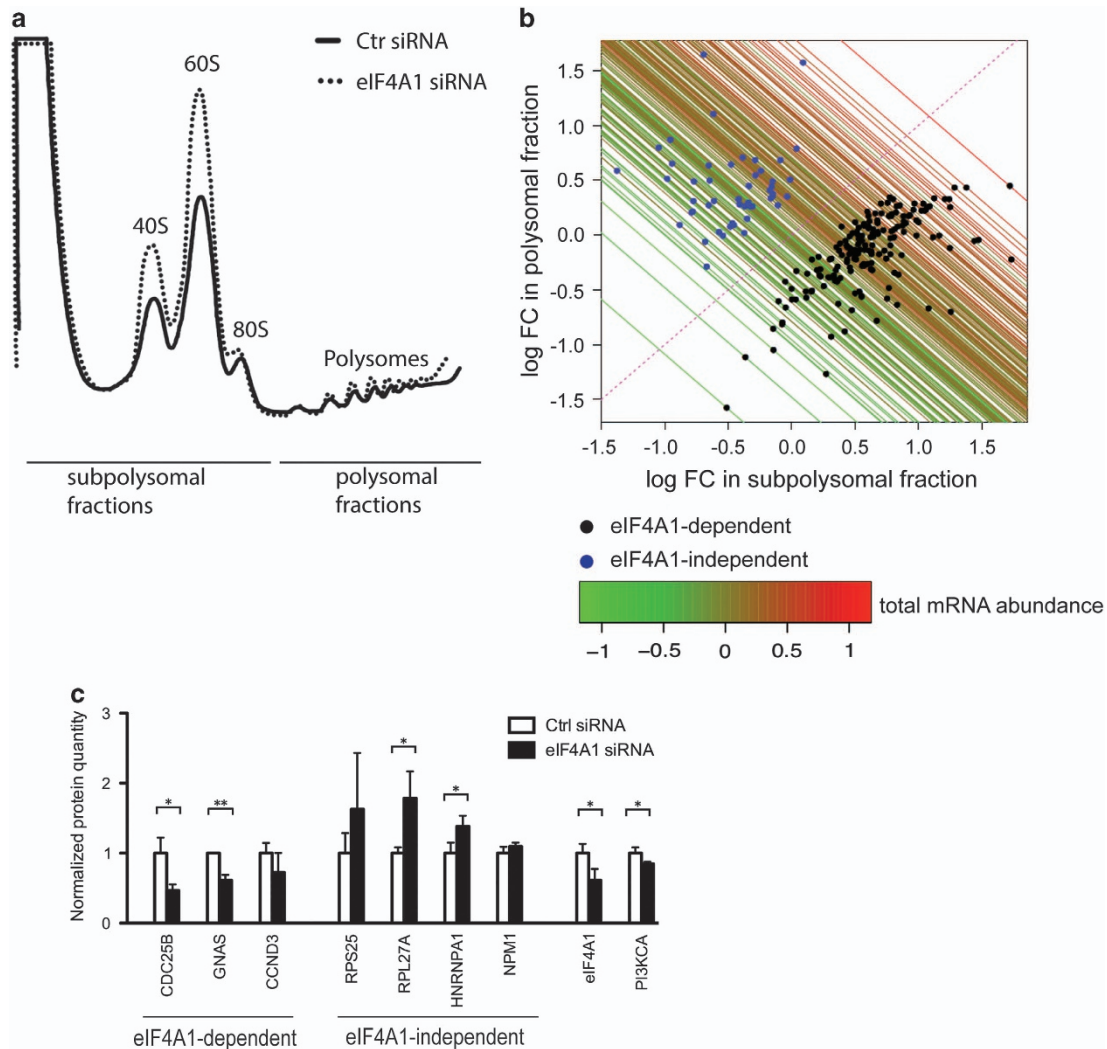 a
Ctr siRNA
eIF4A1 siRNA
60S
40S
80S
Polysomes
subpolysomal
fractions
polysomal
fractions
b
log FC in polysomal fraction
1.5
1.0
0.5
0.0
-0.5
-1.0
-1.5
-1.5
-1.0
-0.5
0.0
0.5
1.0
1.5
log FC in subpolysomal fraction
eIF4A1-dependent
eIF4A1-independent
total mRNA abundance
−1
−0.5
0
0.5
1
c
Normalized protein quantity
3
2
1
0
Ctrl siRNA
eIF4A1 siRNA
*
**
*
*
*
*
CDC25B
GNAS
CCND3
RPS25
RPL27A
HNRNPA1
NPM1
eIF4A1
PI3KCA
eIF4A1-dependent
eIF4A1-independent